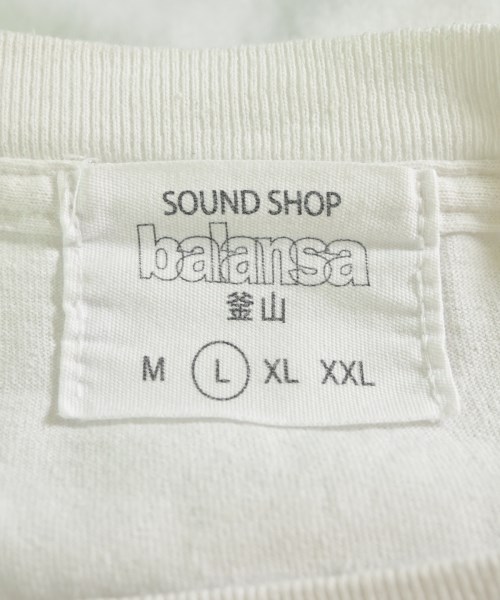 SOUND SHOP
balansa
釜山
M L XL XXL